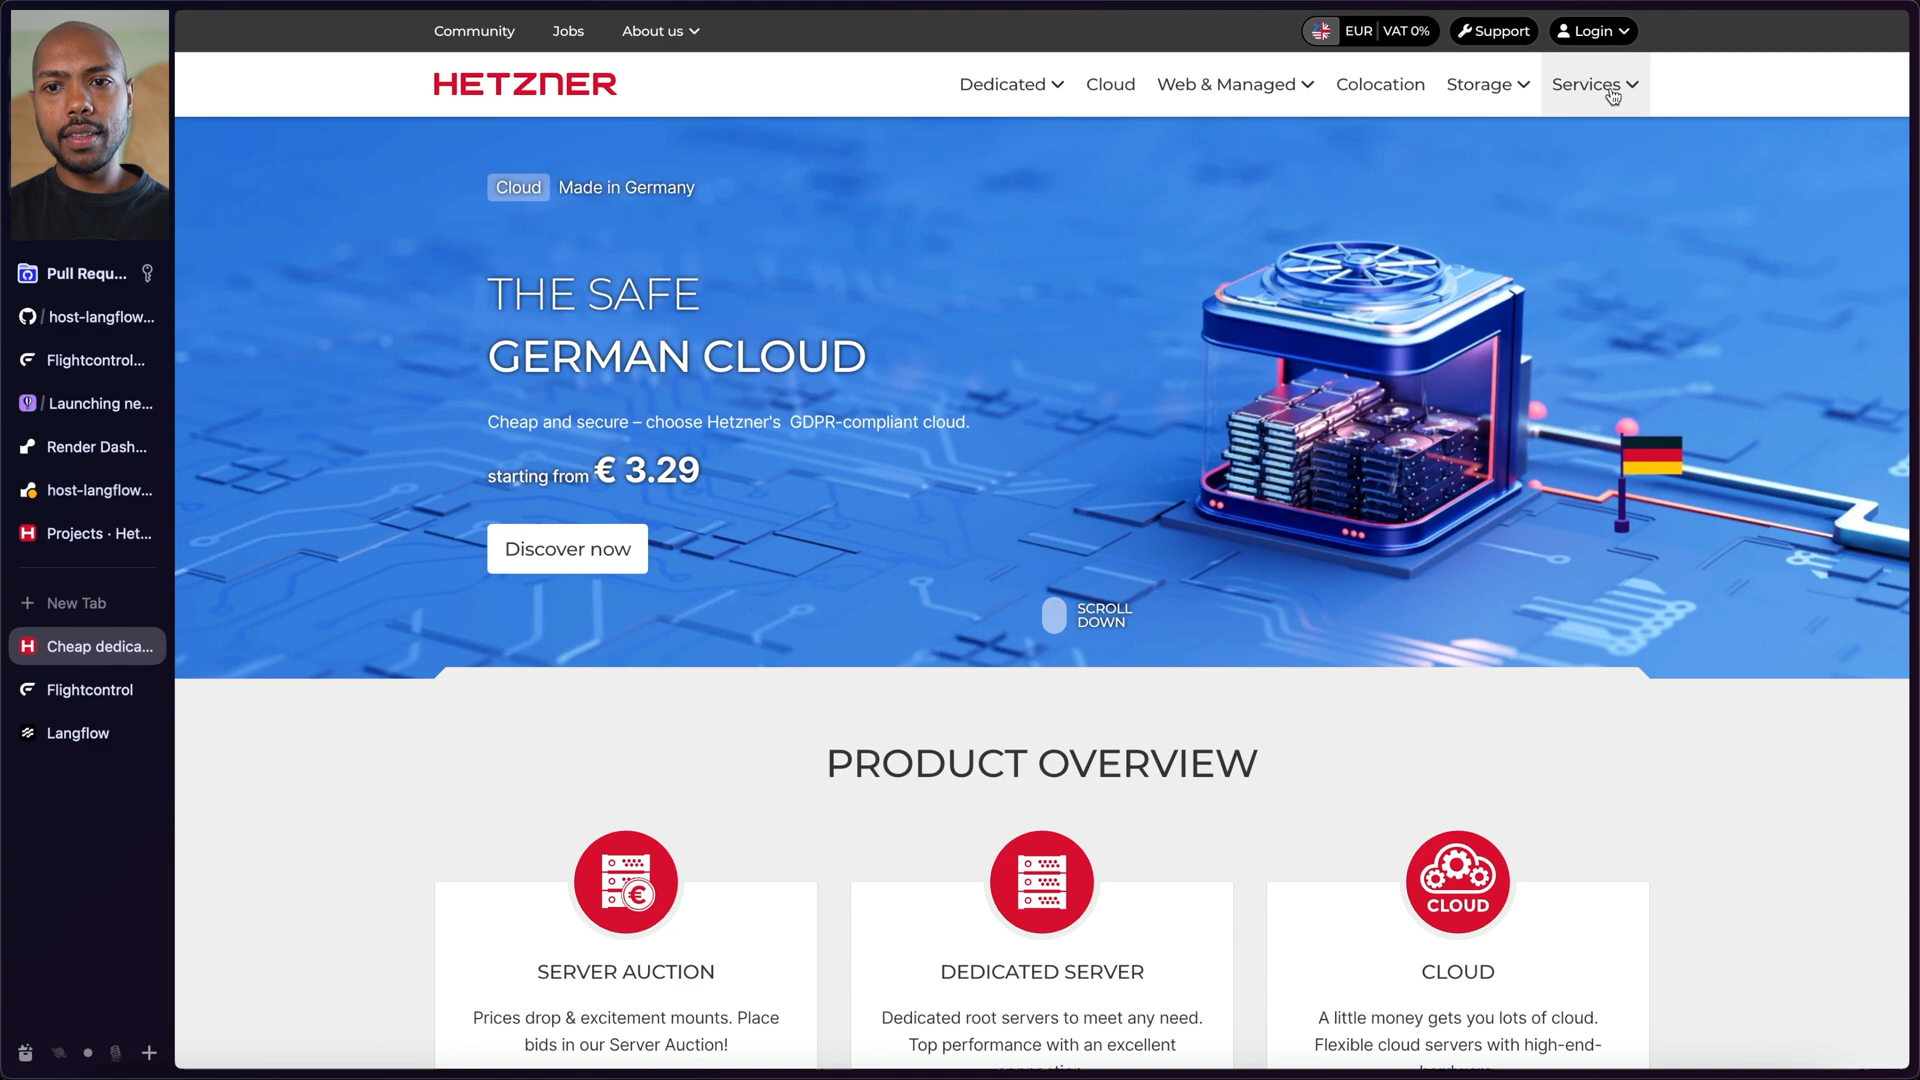 Community
Jobs
About us
EUR
VAT 0%
Support
Login
HETZNER
Dedicated
Cloud
Web & Managed
Colocation
Storage
Services
Pull Requ...
/ host-langflow...
Flightcontrol...
/ Launching ne...
Render Dash...
host-langflow...
H Projects · Het...
+ New Tab
H Cheap dedica...
Flightcontrol
Langflow
Cloud Made in Germany
THE SAFE
GERMAN CLOUD
Cheap and secure – choose Hetzner's GDPR-compliant cloud.
starting from € 3.29
Discover now
SCROLL
DOWN
PRODUCT OVERVIEW
€
CLOUD
SERVER AUCTION
Prices drop & excitement mounts. Place
bids in our Server Auction!
DEDICATED SERVER
Dedicated root servers to meet any need.
Top performance with an excellent
CLOUD
A little money gets you lots of cloud.
Flexible cloud servers with high-end-